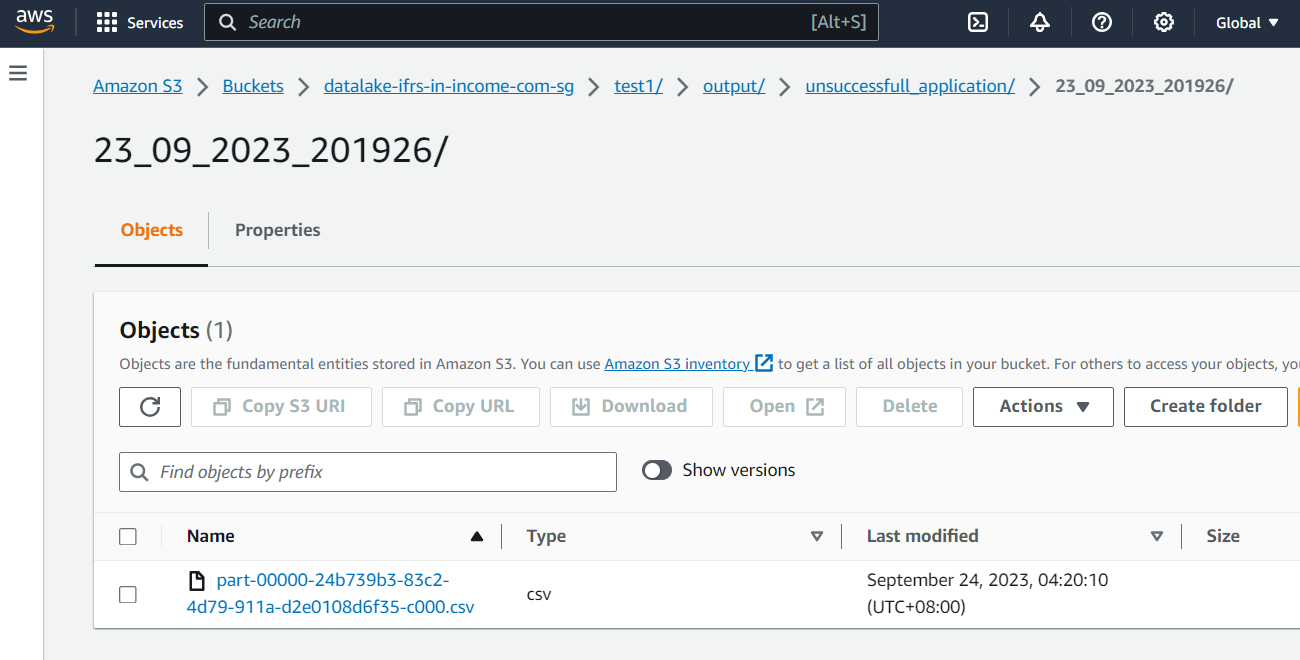 aws Services Search [Alt+S] Global
Amazon S3 Buckets datalake-ifrs-in-income-com-sg test1/ output/ unsuccessfull_application/ 23_09_2023_201926/
23_09_2023_201926/
Objects Properties
Objects (1)
Objects are the fundamental entities stored in Amazon S3. You can use Amazon S3 inventory to get a list of all objects in your bucket. For others to access your objects, yo
Copy S3 URI Copy URL Download Open Delete Actions Create folder
Find objects by prefix Show versions
Name Type Last modified Size
part-00000-24b739b3-83c2-
4d79-911a-d2e0108d6f35-c000.csv
csv
September 24, 2023, 04:20:10
(UTC+08:00)